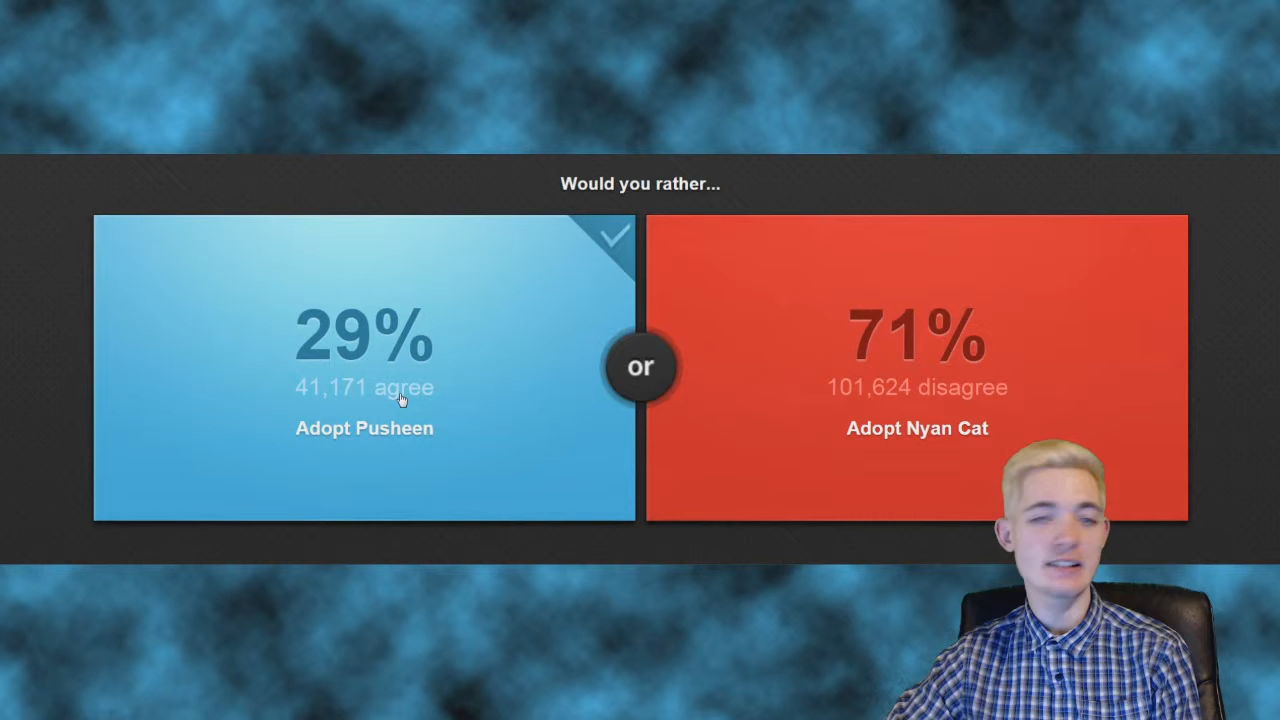 Would you rather...
29%
41,171 agree
Adopt Pusheen
or
71%
101,624 disagree
Adopt Nyan Cat